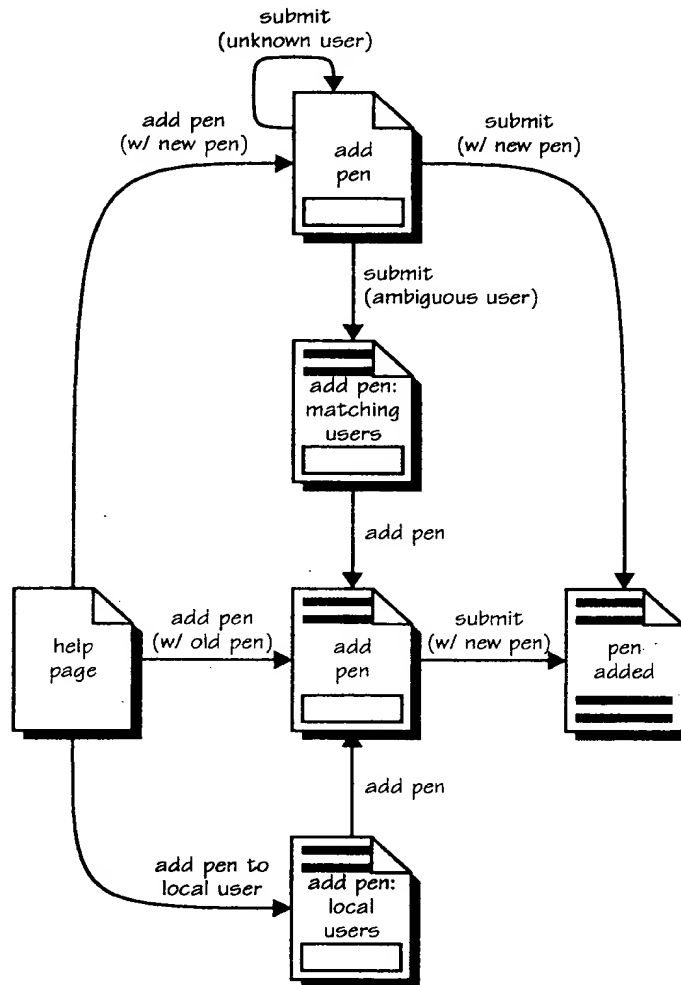 submit
(unknown user)
add pen
(w/ new pen)
submit
(w/ new pen)
add
pen
submit
(ambiguous user)
add pen:
matching
users
add pen
help
page
add pen
(w/ old pen)
add
pen
submit
(w/ new pen)
pen
added
add pen
add pen to
local user
add pen:
local
users